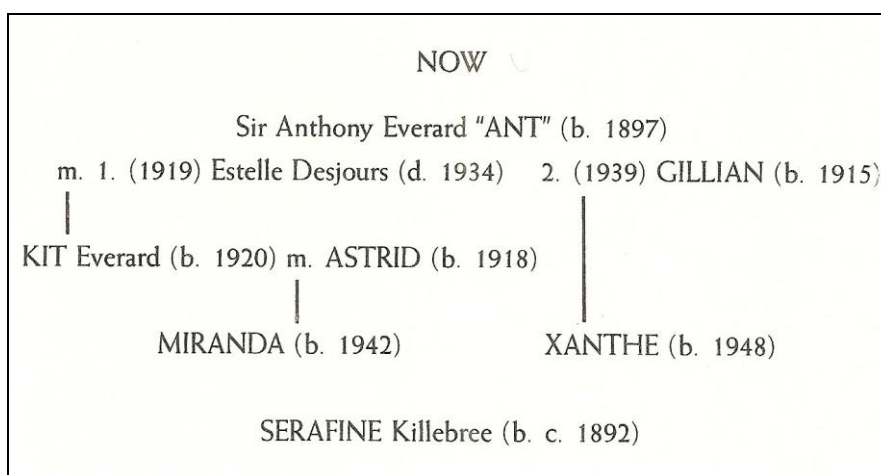 NOW
Sir Anthony Everard "ANT" (b. 1897)
m. 1. (1919) Estelle Desjours (d. 1934) 2. (1939) GILLIAN (b. 1915)
KIT Everard (b. 1920) m. ASTRID (b. 1918)
MIRANDA (b. 1942) XANTHE (b. 1948)
SERAFINE Killebree (b. c. 1892)